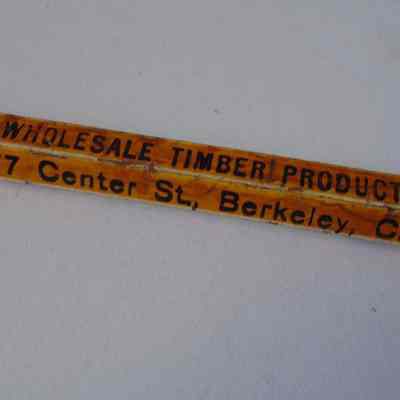 WHOLESALE TIMBER PRODUCT
7 Center St., Berkeley, C